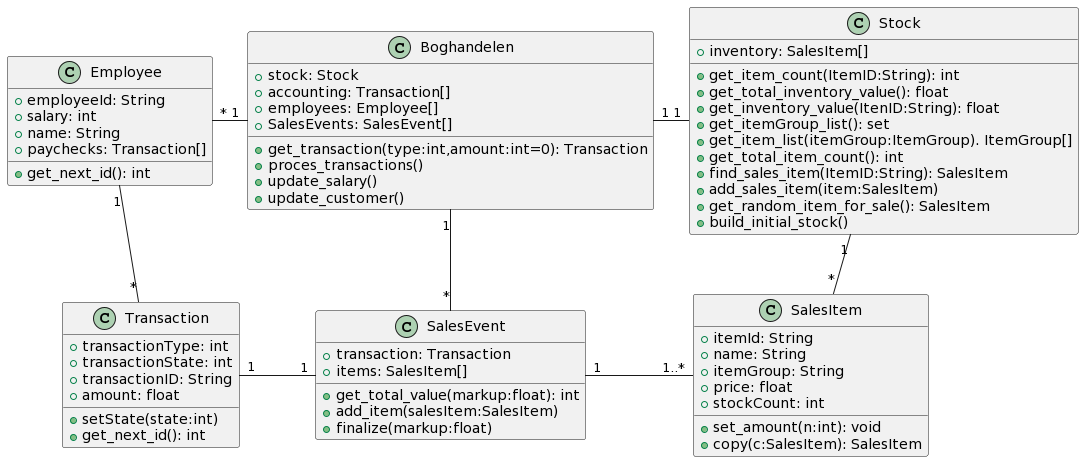 C Employee
+ employeeId: String
+ salary: int
+ name: String
+ paychecks: Transaction[]
+ get_next_id(): int
* 1
C Boghandelen
stock: Stock
accounting: Transaction[]
employees: Employee[]
SalesEvents: SalesEvent[]
get_transaction(type:int,amount:int=0): Transaction
proces_transactions()
update_salary()
update_customer()
1 1
C Stock
inventory: SalesItem[]
get_item_count(ItemID:String): int
get_total_inventory_value(): float
get_inventory_value(ItenID:String): float
get_itemGroup_list(): set
get_item_list(itemGroup:ItemGroup). ItemGroup[]
get_total_item_count(): int
find_sales_item(ItemID:String): SalesItem
add_sales_item(item:SalesItem)
get_random_item_for_sale(): SalesItem
build_initial_stock()
1
*
1
*
1
*
C Transaction
transactionType: int
transactionState: int
transactionID: String
amount: float
setState(state:int)
get_next_id(): int
1 1
C SalesEvent
transaction: Transaction
items: SalesItem[]
get_total_value(markup:float): int
add_item(salesItem:SalesItem)
finalize(markup:float)
1 1..*
C SalesItem
itemId: String
name: String
itemGroup: String
price: float
stockCount: int
set_amount(n:int): void
copy(c:SalesItem): SalesItem